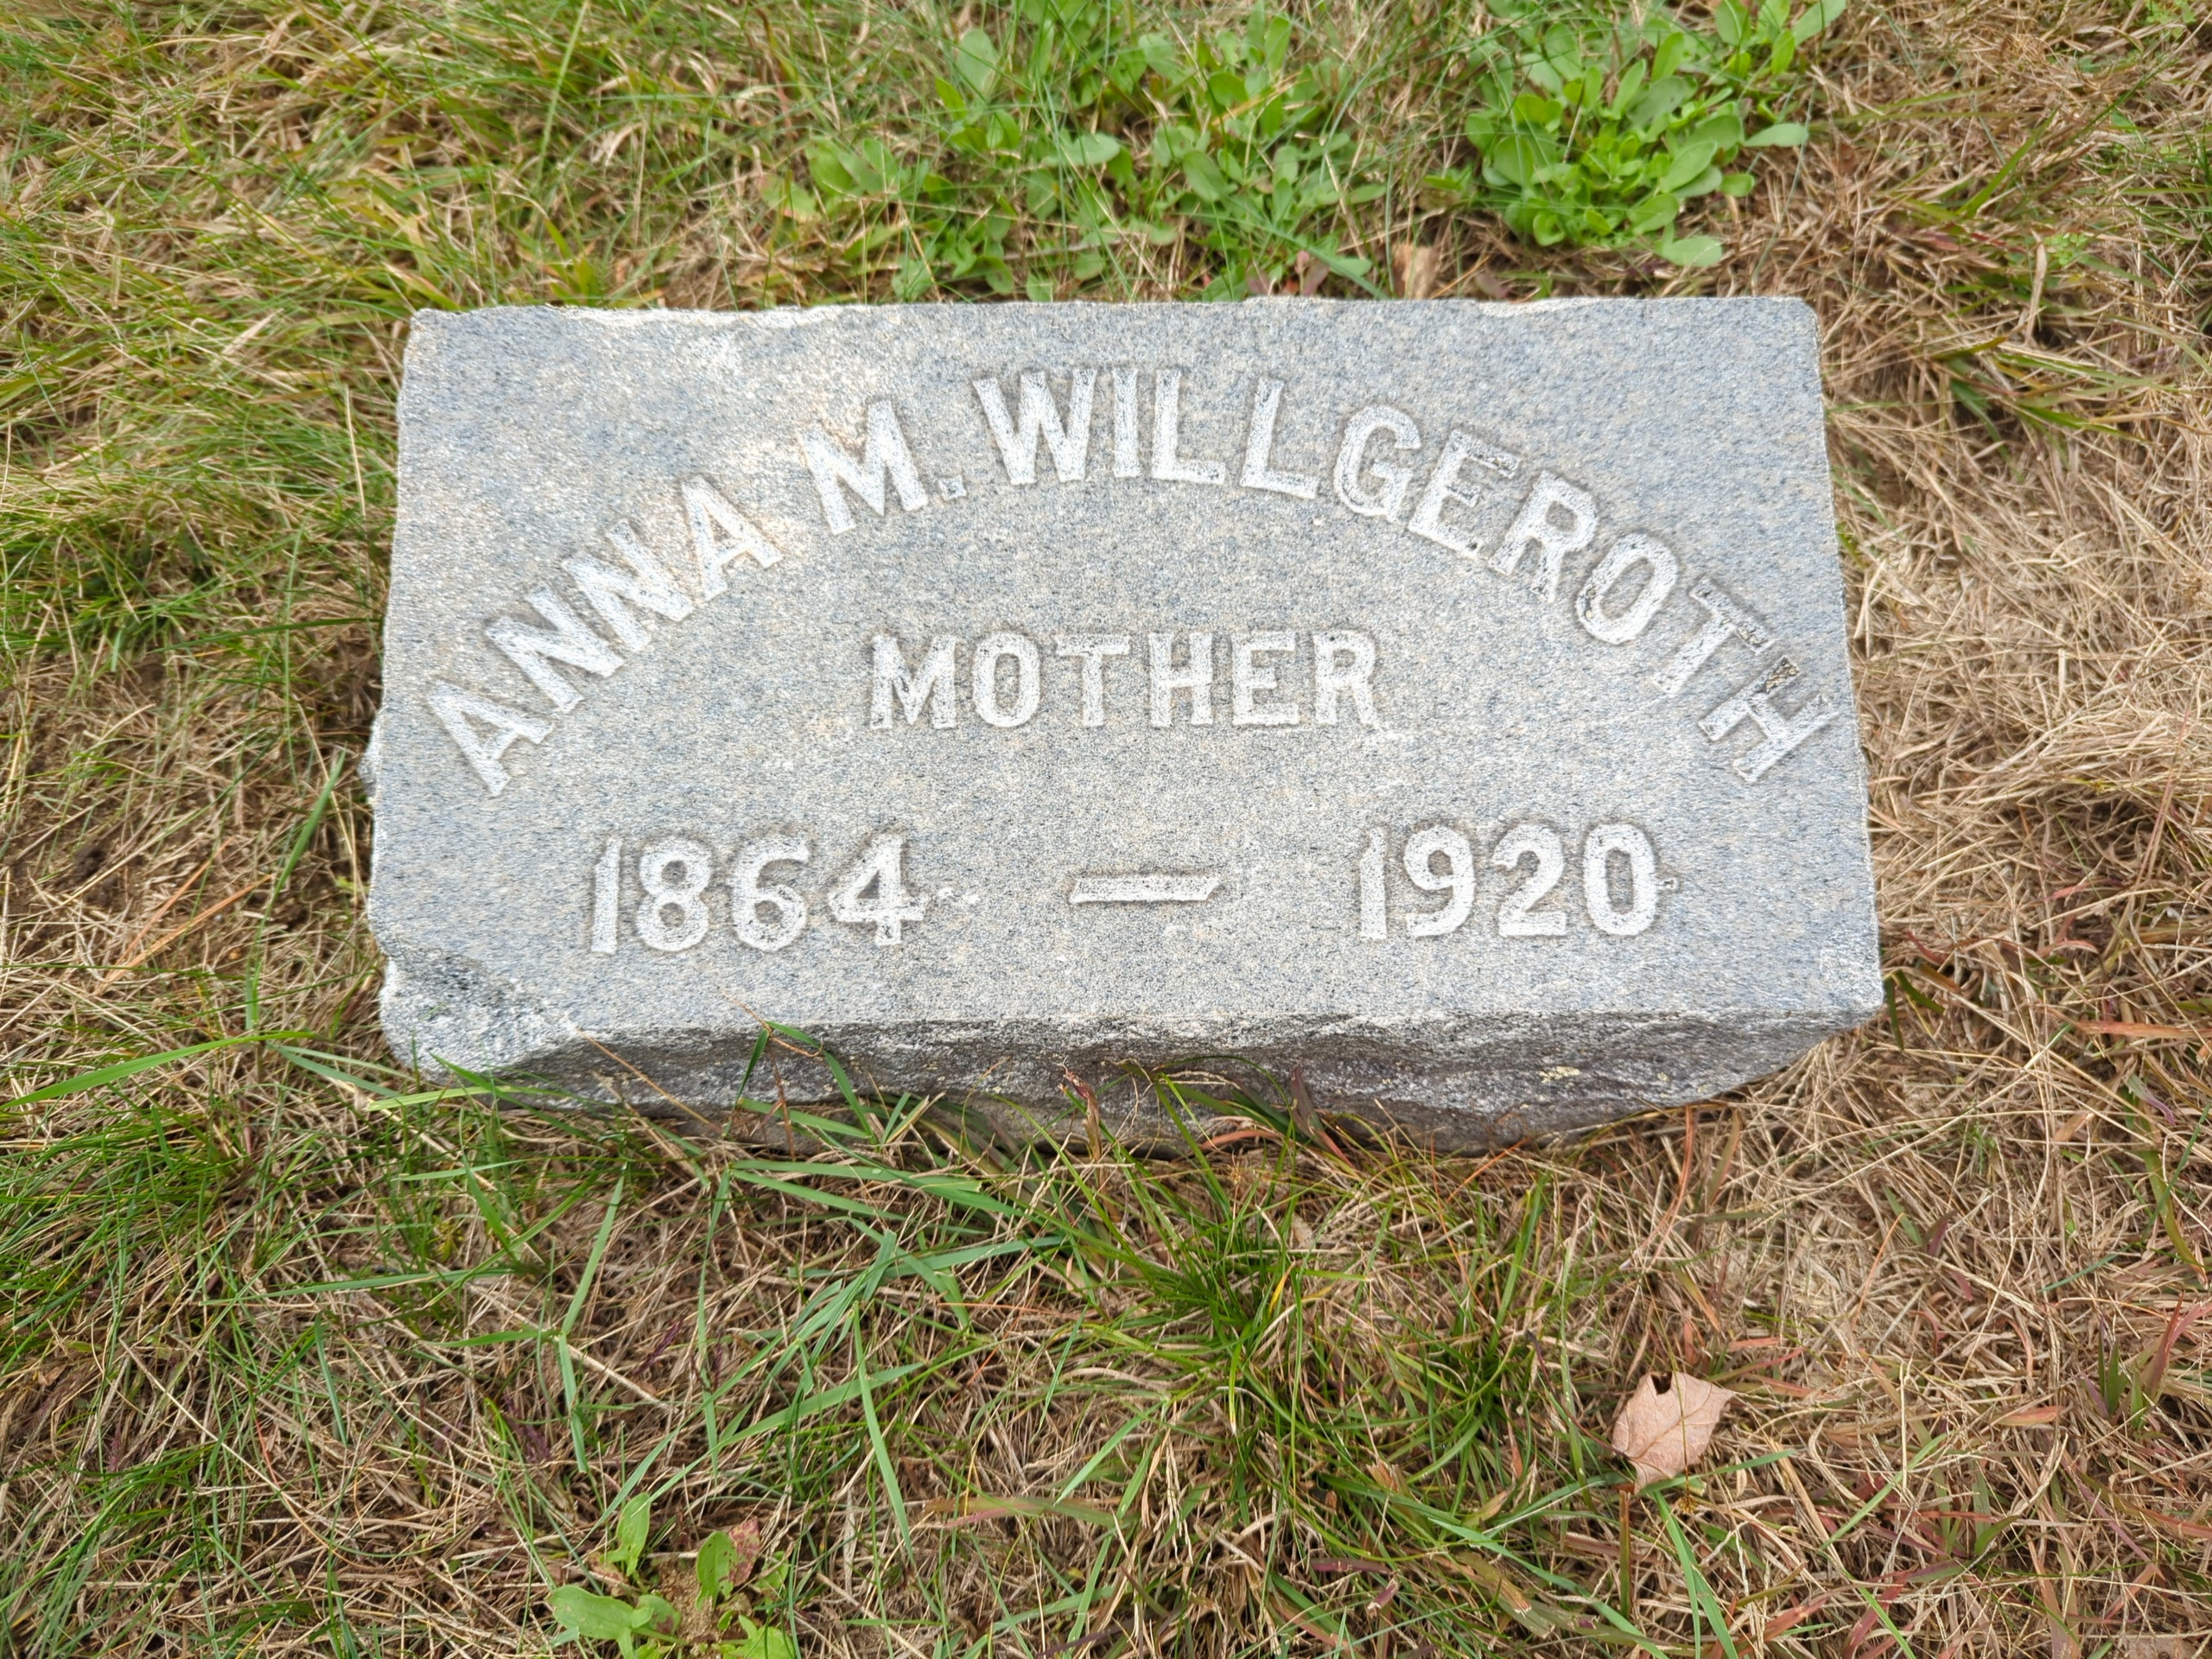 ANNA M. WILLGEROTH
MOTHER
1864 — 1920